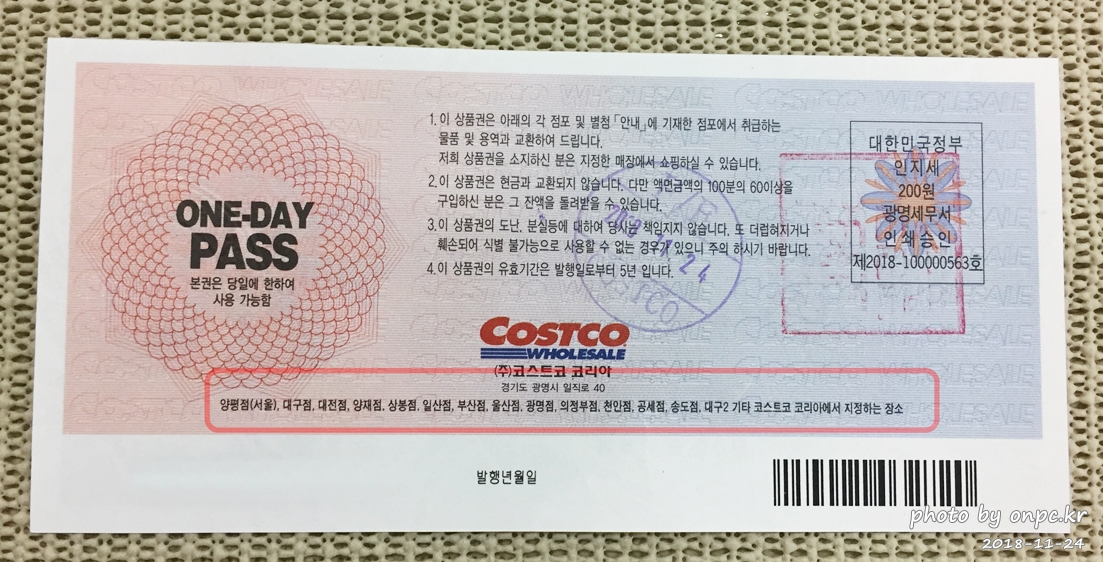 ONE-DAY
PASS
본권은 당일에 한하여
사용 가능함
1. 이 상품권은 아래의 각 점포 및 별첨 「안내」에 기재한 점포에서 취급하는
물품 및 용역과 교환하여 드립니다.
저희 상품권을 소지하신 분은 지정한 매장에서 쇼핑하실 수 있습니다.
2. 이 상품권은 현금과 교환되지 않습니다. 다만 액면금액의 100분의 60이상을
구입하신 분은 그 잔액을 돌려받을 수 있습니다.
3. 이 상품권의 도난, 분실등에 대하여 당사는 책임지지 않습니다. 또 더럽혀지거나
훼손되어 식별 불가능으로 사용할 수 없는 경우가 있으니 주의 하시기 바랍니다.
4. 이 상품권의 유효기간은 발행일로부터 5년 입니다.
대한민국정부
인지세
200원
광명세무서
인쇄승인
제2018-100000563호
COSTCO
COSTCO
WHOLESALE
(주)코스트코 코리아
경기도 광명시 일직로 40
양평점(서울), 대구점, 대전점, 양재점, 상봉점, 일산점, 부산점, 울산점, 광명점, 의정부점, 천안점, 공세점, 송도점, 대구2 기타 코스트코 코리아에서 지정하는 장소
발행년월일
photo by onpc.kr
2018-11-24